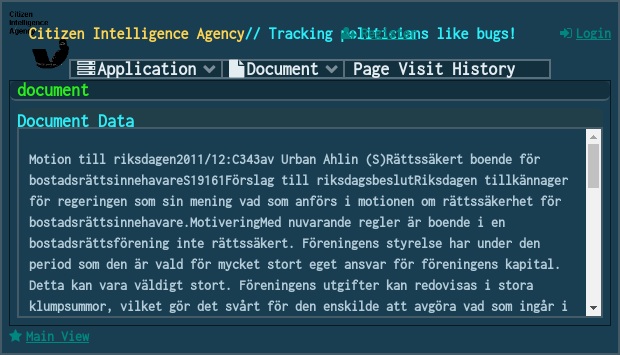 Citizen
Intelligence
Agency
Citizen Intelligence Agency// Tracking politicians like bugs!
Login
Application
Document
Page Visit History
document
Document Data
Motion till riksdagen2011/12:C343av Urban Ahlin (S)Rättssäkert boende för
bostadsrättsinnehavareS19161Förslag till riksdagsbeslutRiksdagen tillkännager
för regeringen som sin mening vad som anförs i motionen om rättssäkerhet för
bostadsrättsinnehavare.MotiveringMed nuvarande regler är boende i en
bostadsrättsförening inte rättssäkert. Föreningens styrelse har under den
period som den är vald för mycket stort eget ansvar för föreningens kapital.
Detta kan vara väldigt stort. Föreningens utgifter kan redovisas i stora
klumpsummor, vilket gör det svårt för den enskilde att avgöra vad som ingår i
Main View